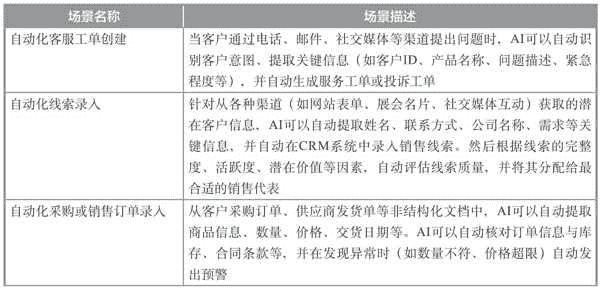 场景名称 场景描述
自动化客服工单创建 当客户通过电话、邮件、社交媒体等渠道提出问题时，AI可以自动识
别客户意图、提取关键信息（如客户ID、产品名称、问题描述、紧急
程度等），并自动生成服务工单或投诉工单
自动化线索录入 针对从各种渠道（如网站表单、展会名片、社交媒体互动）获取的潜
在客户信息，AI可以自动提取姓名、联系方式、公司名称、需求等关
键信息，并自动在CRM系统中录入销售线索。然后根据线索的完整
度、活跃度、潜在价值等因素，自动评估线索质量，并将其分配给最
合适的销售代表
自动化采购或销售订单录入 从客户采购订单、供应商发货单等非结构化文档中，AI可以自动提取
商品信息、数量、价格、交货日期等。AI可以自动核对订单信息与库
存、合同条款等，并在发现异常时（如数量不符、价格超限）自动发
出预警